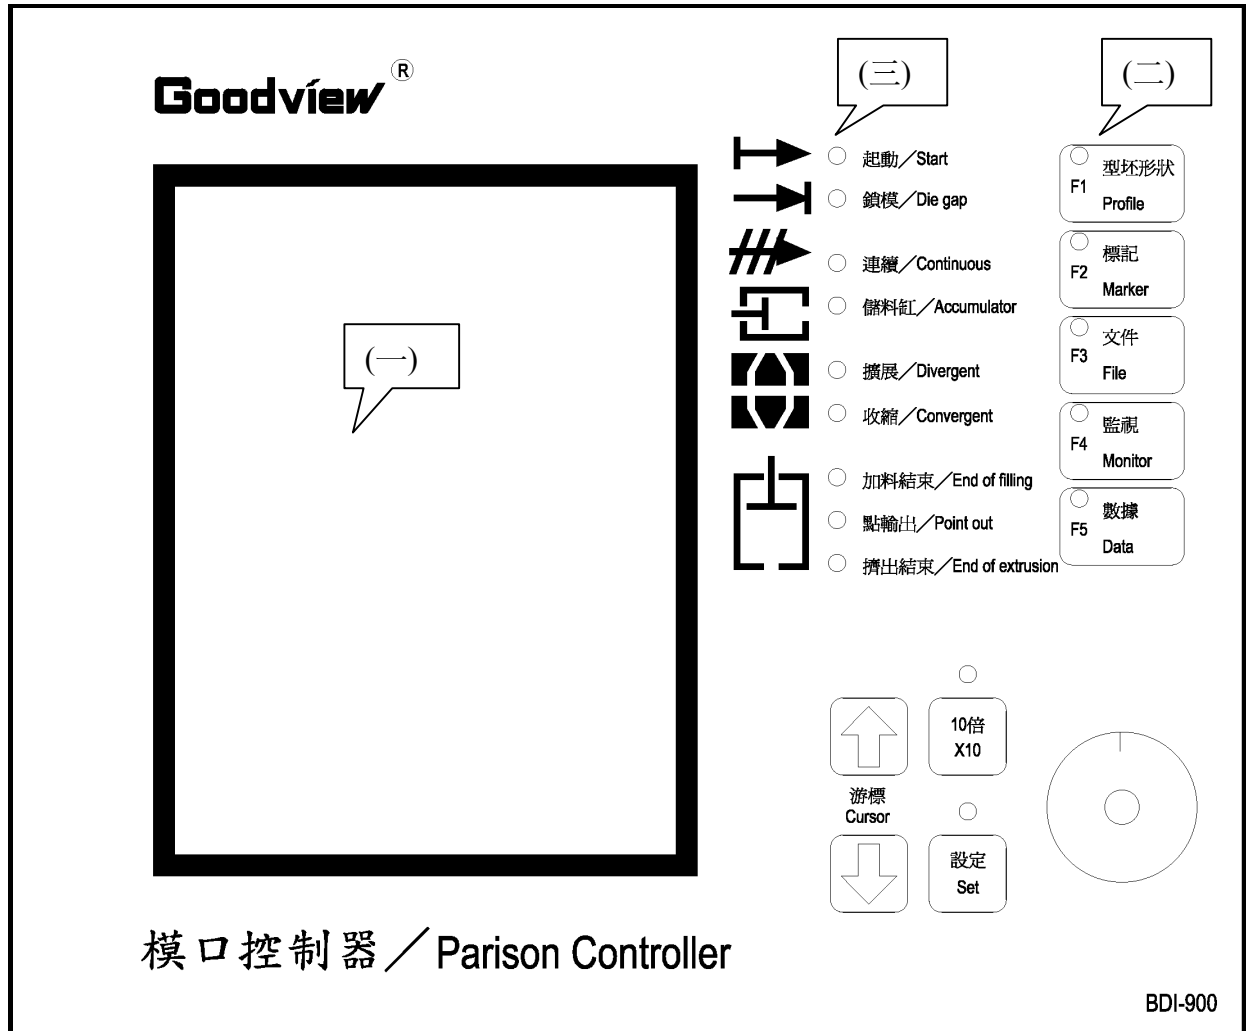 Goodview®
(三)
(二)
起動／Start
鎖模／Die gap
連續／Continuous
儲料缸／Accumulator
擴展／Divergent
收縮／Convergent
加料結束／End of filling
點輸出／Point out
擠出結束／End of extrusion
F1 型坯形狀
Profile
F2 標記
Marker
F3 文件
File
F4 監視
Monitor
F5 數據
Data
(一)
10倍
X10
游標
Cursor
設定
Set
模口控制器／Parison Controller
BDI-900